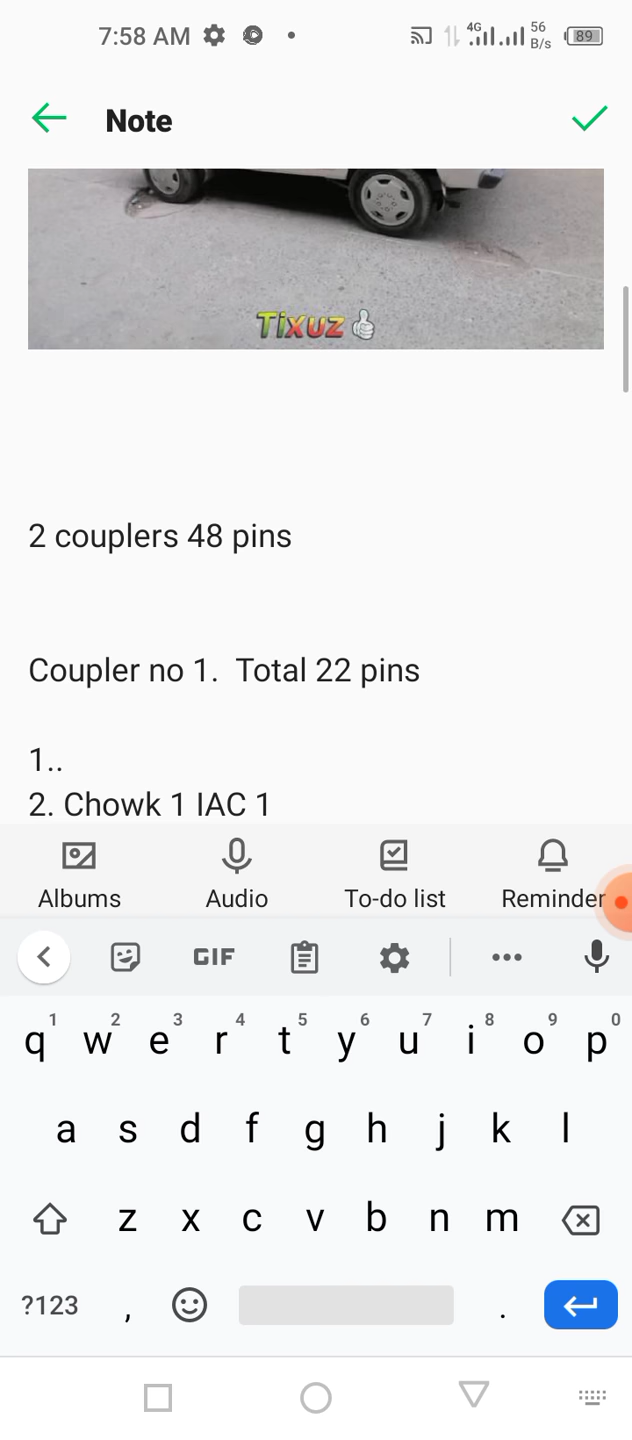 7:58 AM 4G 56 B/s 89
Note
Tixuz
2 couplers 48 pins
Coupler no 1.  Total 22 pins
1..
2. Chowk 1 IAC 1
Albums Audio To-do list Reminder
GIF
1 2 3 4 5 6 7 8 9 0
q w e r t y u i o p
a s d f g h j k l
z x c v b n m
?123 , .